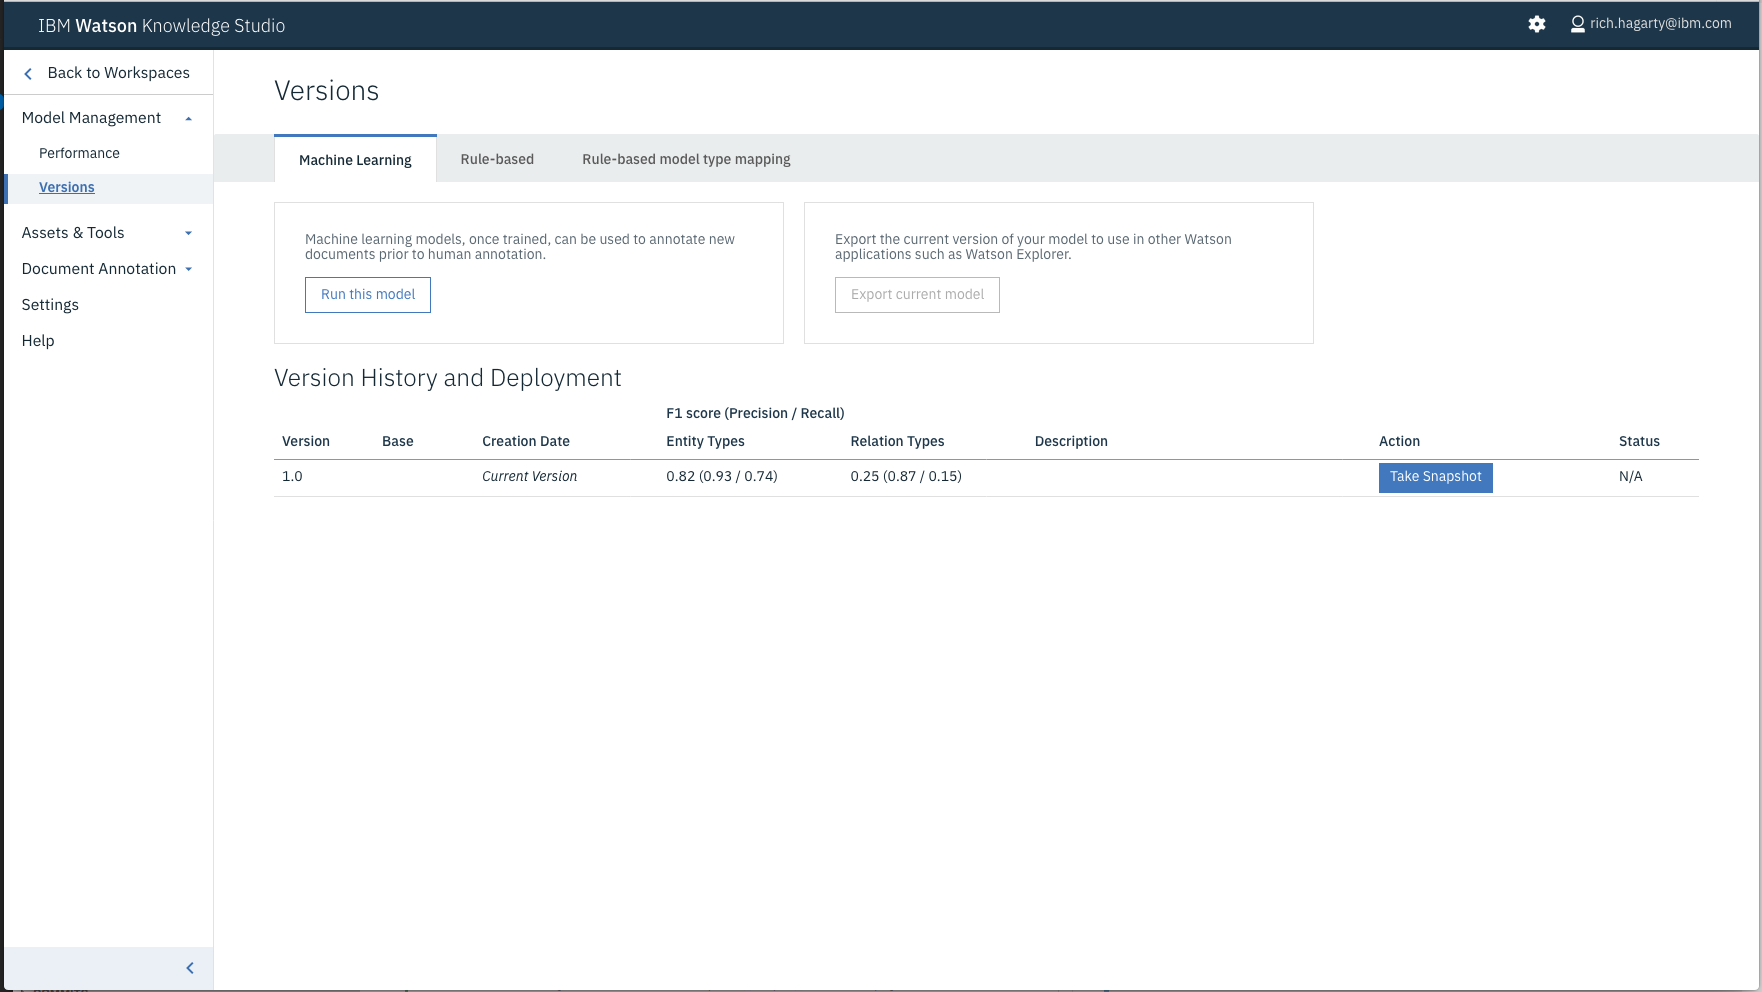 IBM Watson Knowledge Studio
rich.hagarty@ibm.com
Back to Workspaces
Model Management
Performance
Versions
Assets & Tools
Document Annotation
Settings
Help
Versions
Machine Learning
Rule-based
Rule-based model type mapping
Machine learning models, once trained, can be used to annotate new
documents prior to human annotation.
Run this model
Export the current version of your model to use in other Watson
applications such as Watson Explorer.
Export current model
Version History and Deployment
F1 score (Precision / Recall)
Version Base Creation Date Entity Types Relation Types Description Action Status
1.0 Current Version 0.82 (0.93 / 0.74) 0.25 (0.87 / 0.15) Take Snapshot N/A